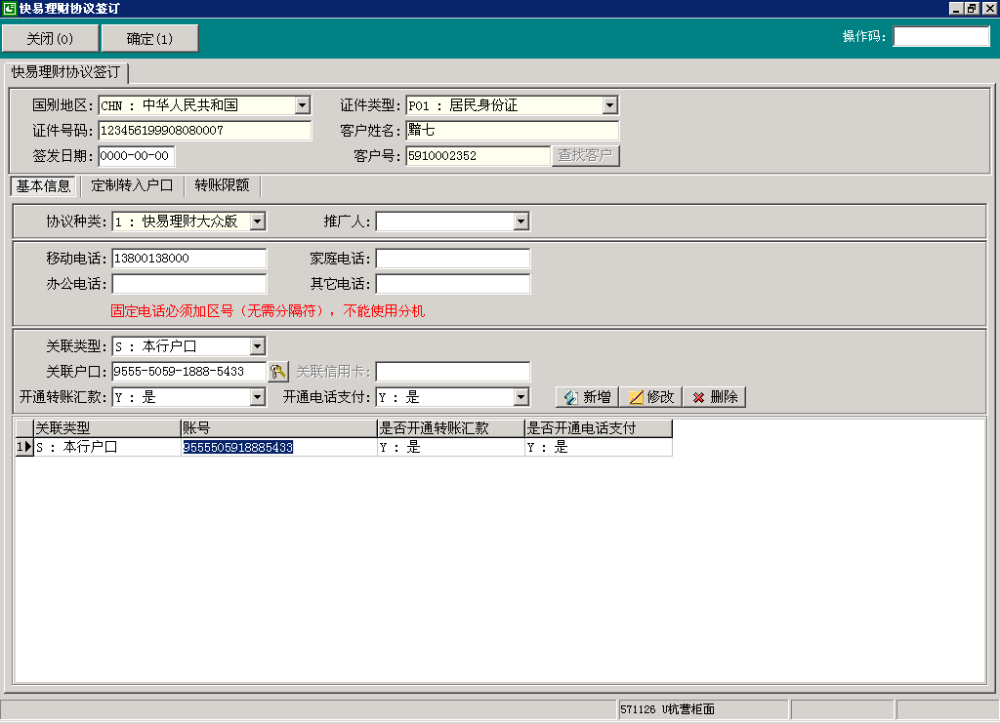 快易理财协议签订
关闭(0) 确定(1) 操作码:
快易理财协议签订
国别地区: CHN : 中华人民共和国 证件类型: P01 : 居民身份证
证件号码: 123456199908080007 客户姓名: 黯七
签发日期: 0000-00-00 客户号: 5910002352 查找客户
基本信息 定制转入户口 转账限额
协议种类: 1 : 快易理财大众版 推广人:
移动电话: 13800138000 家庭电话:
办公电话: 其它电话:
固定电话必须加区号（无需分隔符），不能使用分机
关联类型: S : 本行户口
关联户口: 9555-5059-1888-5433 关联信用卡:
开通转账汇款: Y : 是 开通电话支付: Y : 是 新增 修改 删除
关联类型 账号 是否开通转账汇款 是否开通电话支付
1 S : 本行户口 9555505918885433 Y : 是 Y : 是
571126 U杭营柜面